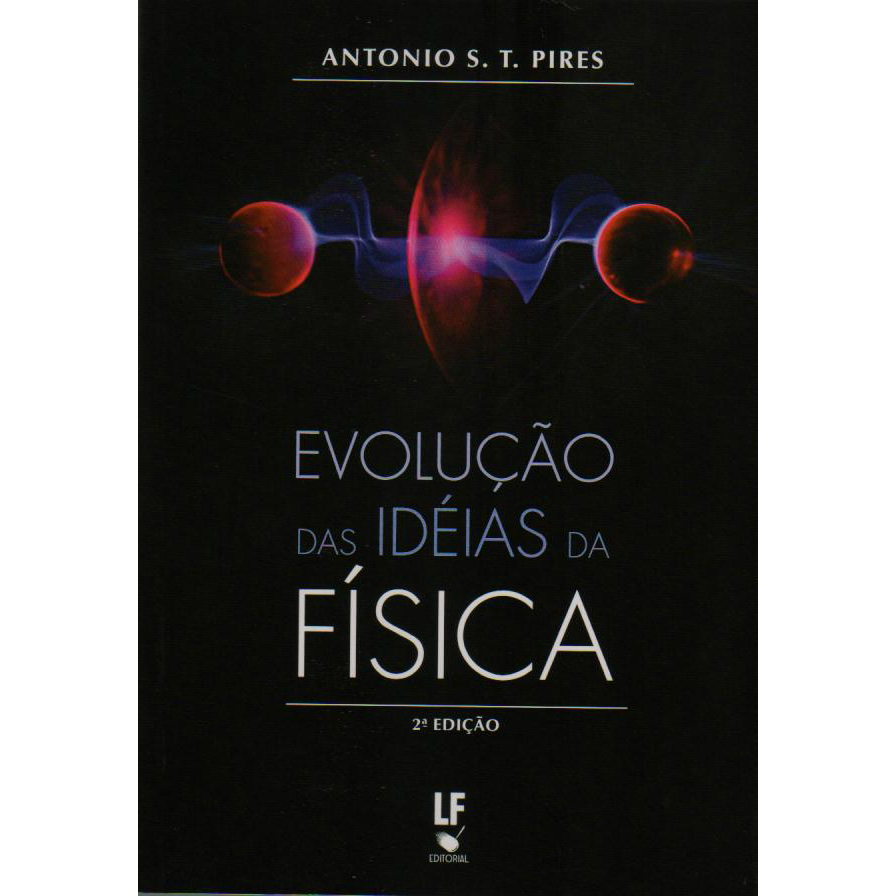 ANTONIO S. T. PIRES
EVOLUÇÃO
DAS IDÉIAS DA
FÍSICA
2ª EDIÇÃO
LF
EDITORIAL